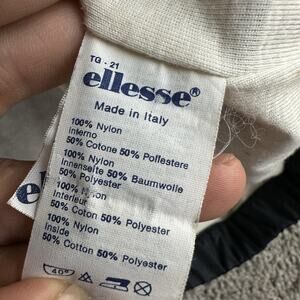 TG - 21
ellesse®
Made in Italy
100% Nylon
Interno
50% Cotone 50% Poliestere
100% Nylon
Innenseite 50% Baumwolle
50% Polyester
100% Nylon
Interieur
50% Coton 50% Polyester
100% Nylon
Inside
50% Cotton 50% Polyester
40°